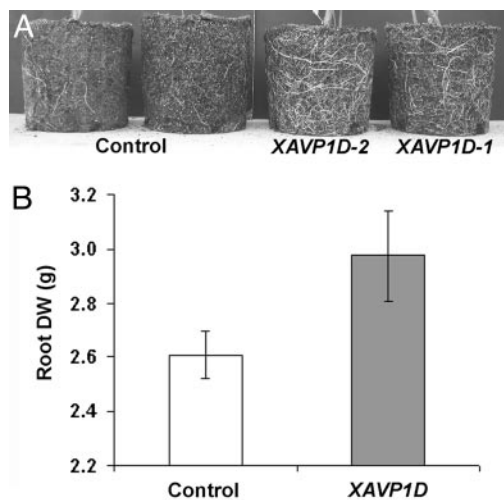 A
Control
XAVP1D-2
XAVP1D-1
B
Root DW (g)
3.2
3.0
2.8
2.6
2.4
2.2
Control
XAVP1D